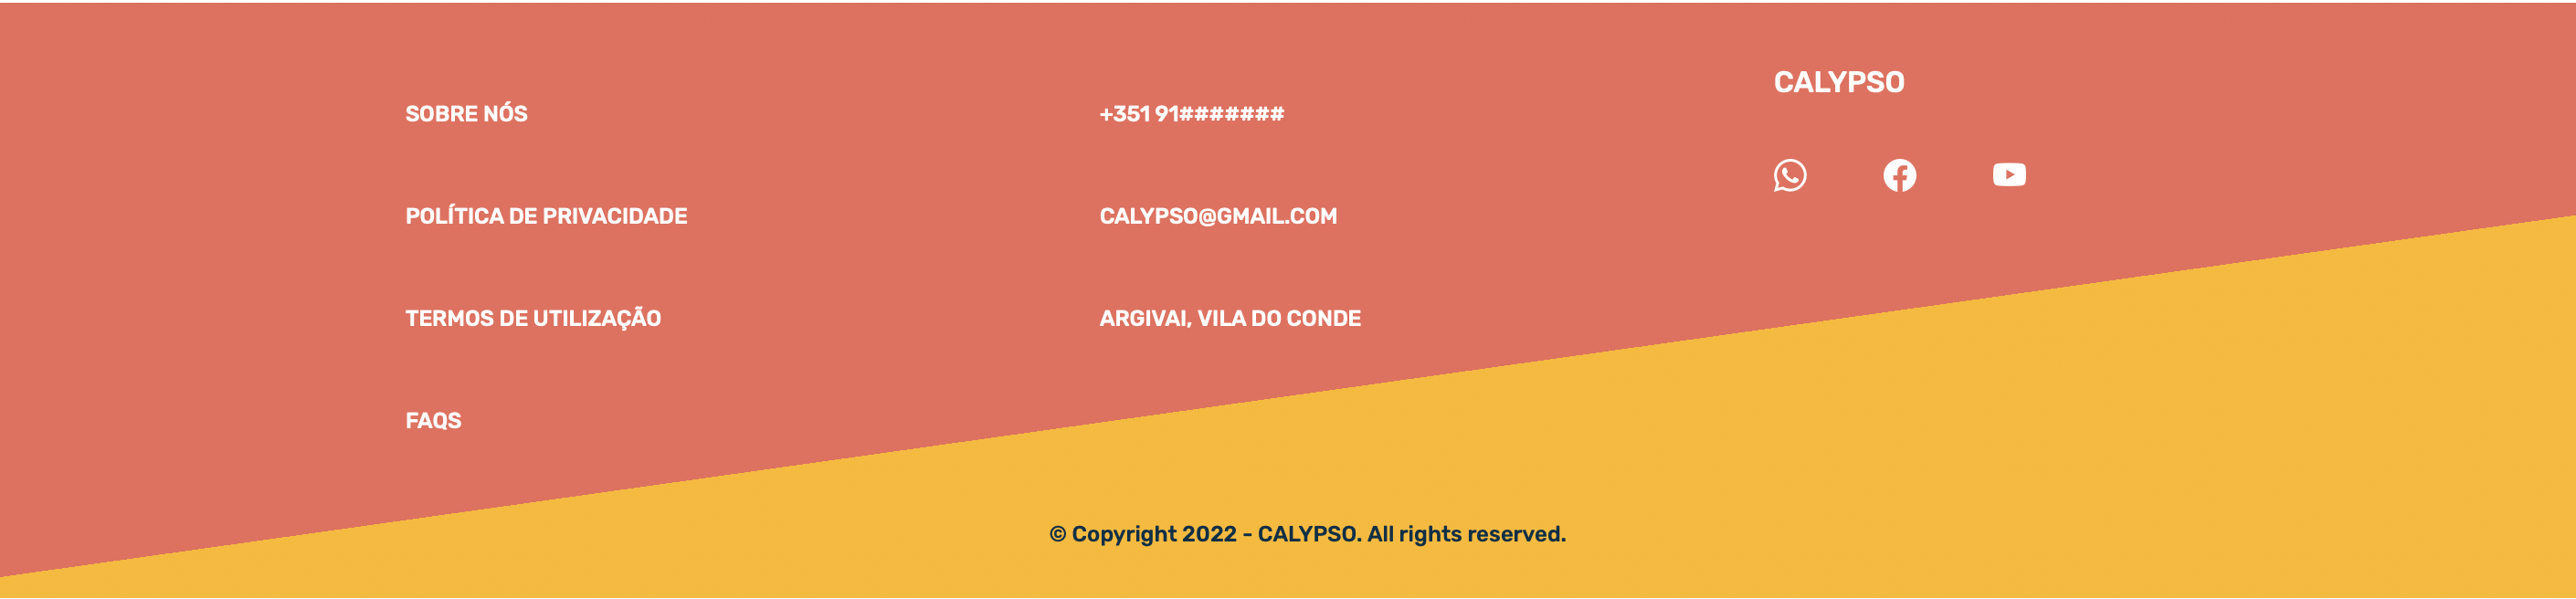 SOBRE NÓS
POLÍTICA DE PRIVACIDADE
TERMOS DE UTILIZAÇÃO
FAQS
+351 91#######
CALYPSO@GMAIL.COM
ARGIVAI, VILA DO CONDE
CALYPSO
© Copyright 2022 - CALYPSO. All rights reserved.